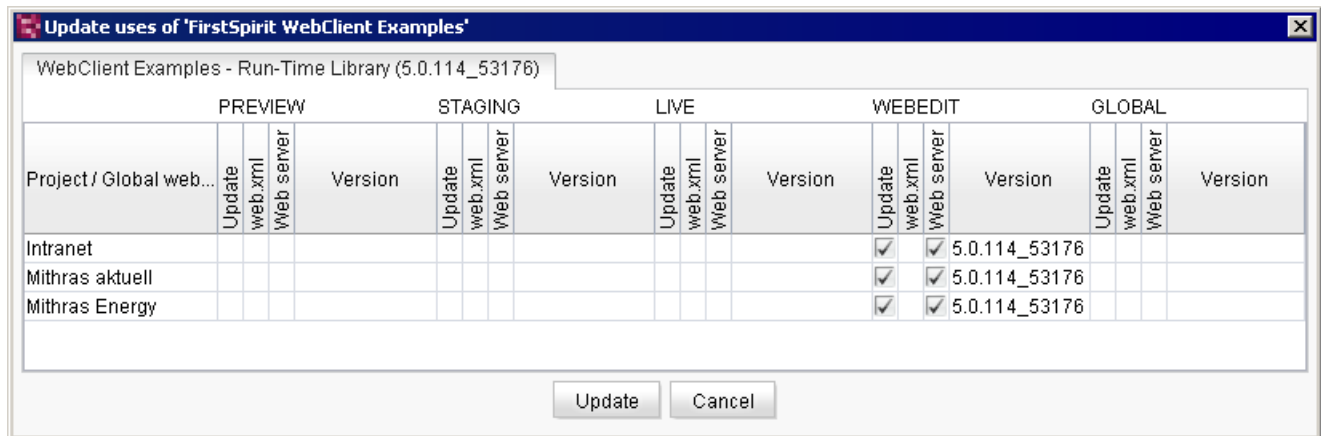 Update uses of 'FirstSpirit WebClient Examples'
WebClient Examples - Run-Time Library (5.0.114_53176)
PREVIEW STAGING LIVE WEBEDIT GLOBAL
Project / Global web... Update web.xml Web server Version Update web.xml Web server Version Update web.xml Web server Version Update web.xml Web server Version Update web.xml Web server Version
Intranet 5.0.114_53176
Mithras aktuell 5.0.114_53176
Mithras Energy 5.0.114_53176
Update Cancel